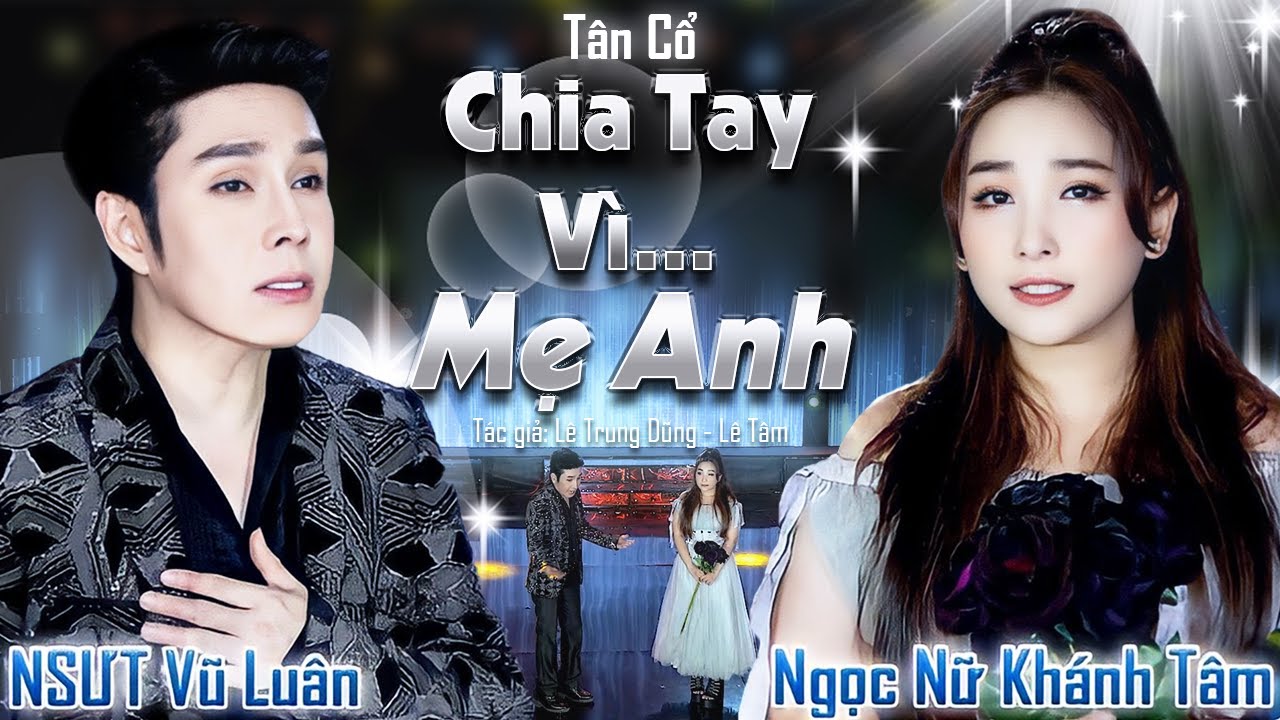 Tân Cổ
Chia Tay
Vì...
Mẹ Anh
Tác giả: Lê Trung Dũng - Lê Tâm
NSƯT Vũ Luân
Ngọc Nữ Khánh Tâm